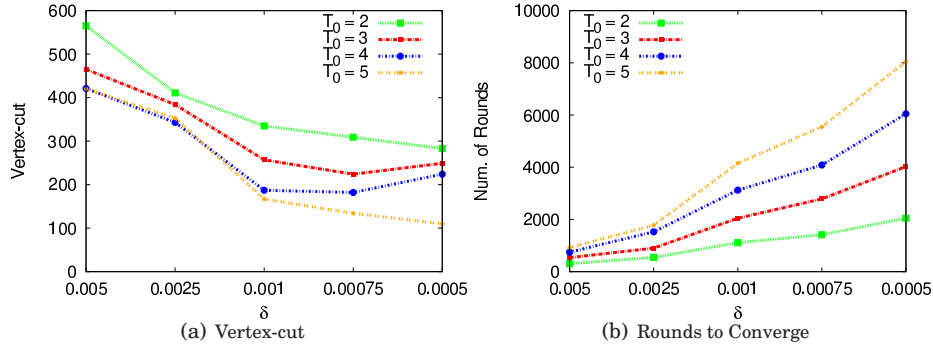 600
500
400
300
200
100
0
Vertex-cut
T0 = 2
T0 = 3
T0 = 4
T0 = 5
0.005 0.0025 0.001 0.00075 0.0005
δ
(a) Vertex-cut
10000
8000
6000
4000
2000
0
Num. of Rounds
T0 = 2
T0 = 3
T0 = 4
T0 = 5
0.005 0.0025 0.001 0.00075 0.0005
δ
(b) Rounds to Converge